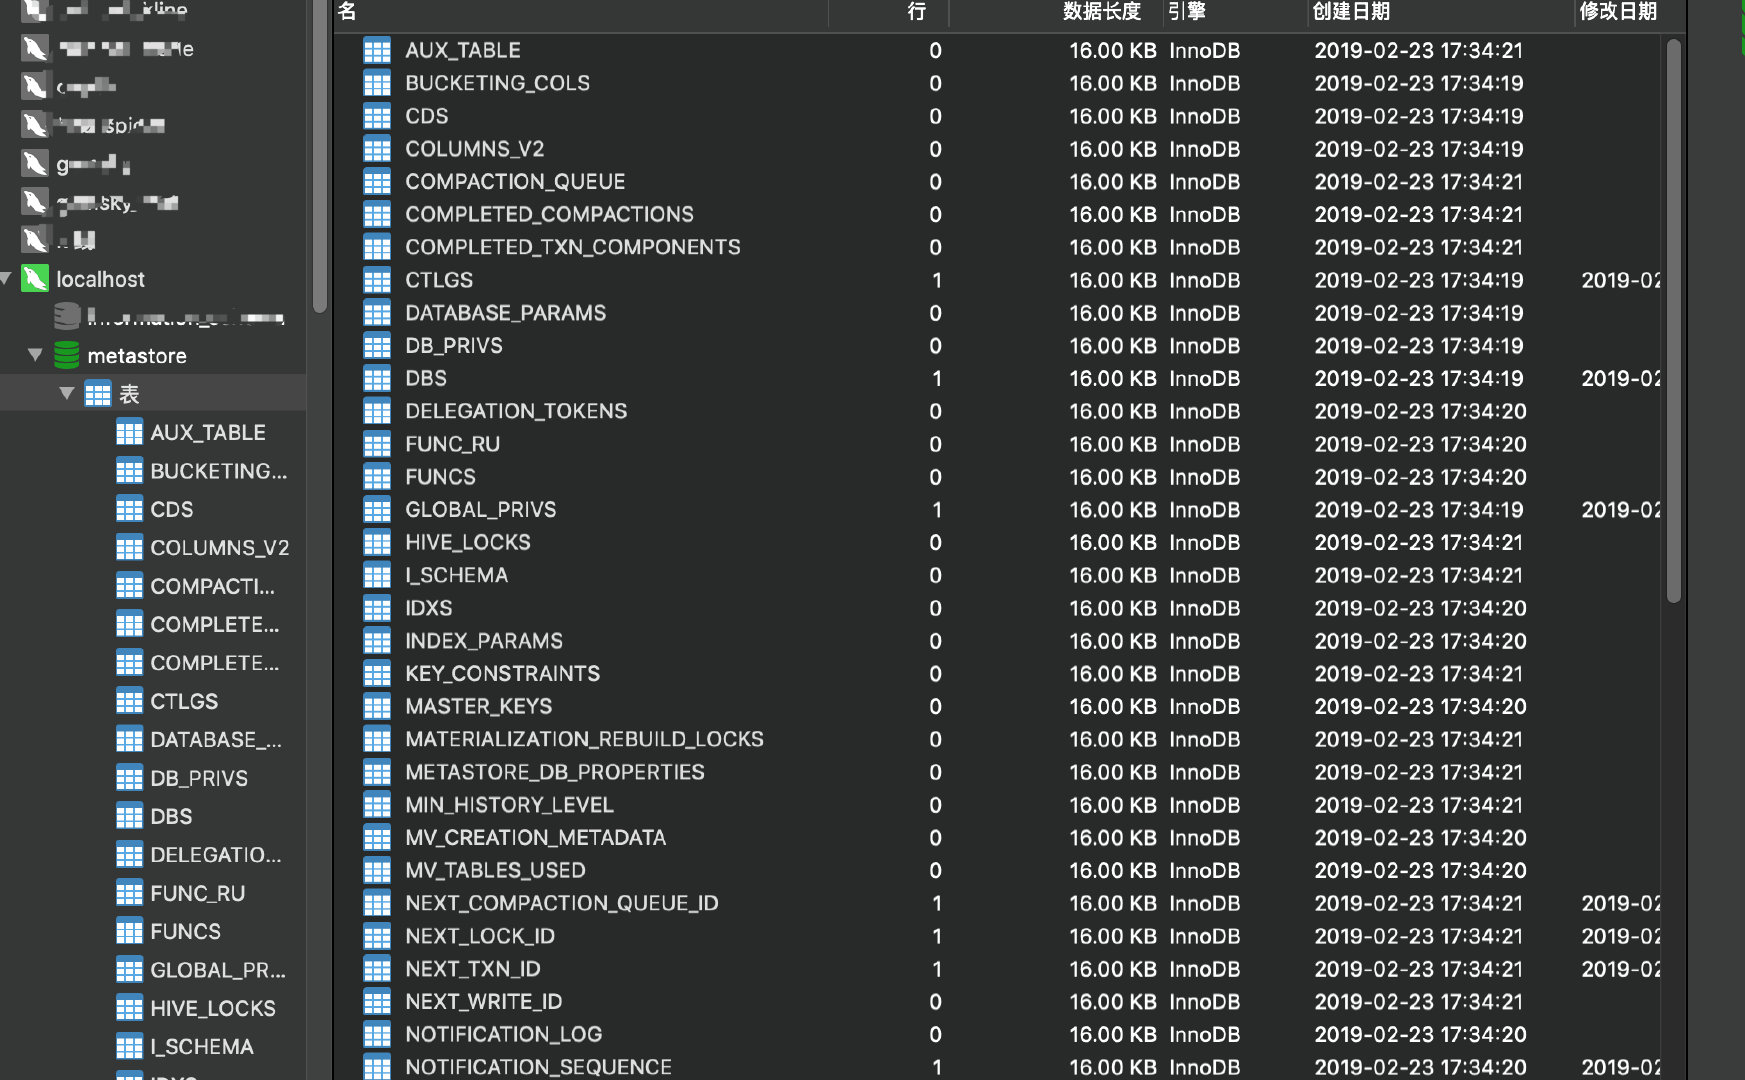 localhost
metastore
表
AUX_TABLE
BUCKETING...
CDS
COLUMNS_V2
COMPACTI...
COMPLETE...
COMPLETE...
CTLGS
DATABASE_...
DB_PRIVS
DBS
DELEGATIO...
FUNC_RU
FUNCS
GLOBAL_PR...
HIVE_LOCKS
I_SCHEMA
名 行 数据长度 引擎 创建日期 修改日期
AUX_TABLE 0 16.00 KB InnoDB 2019-02-23 17:34:21
BUCKETING_COLS 0 16.00 KB InnoDB 2019-02-23 17:34:19
CDS 0 16.00 KB InnoDB 2019-02-23 17:34:19
COLUMNS_V2 0 16.00 KB InnoDB 2019-02-23 17:34:19
COMPACTION_QUEUE 0 16.00 KB InnoDB 2019-02-23 17:34:21
COMPLETED_COMPACTIONS 0 16.00 KB InnoDB 2019-02-23 17:34:21
COMPLETED_TXN_COMPONENTS 0 16.00 KB InnoDB 2019-02-23 17:34:21
CTLGS 1 16.00 KB InnoDB 2019-02-23 17:34:19 2019-02
DATABASE_PARAMS 0 16.00 KB InnoDB 2019-02-23 17:34:19
DB_PRIVS 0 16.00 KB InnoDB 2019-02-23 17:34:19
DBS 1 16.00 KB InnoDB 2019-02-23 17:34:19 2019-02
DELEGATION_TOKENS 0 16.00 KB InnoDB 2019-02-23 17:34:20
FUNC_RU 0 16.00 KB InnoDB 2019-02-23 17:34:20
FUNCS 0 16.00 KB InnoDB 2019-02-23 17:34:20
GLOBAL_PRIVS 1 16.00 KB InnoDB 2019-02-23 17:34:19 2019-02
HIVE_LOCKS 0 16.00 KB InnoDB 2019-02-23 17:34:21
I_SCHEMA 0 16.00 KB InnoDB 2019-02-23 17:34:21
IDXS 0 16.00 KB InnoDB 2019-02-23 17:34:20
INDEX_PARAMS 0 16.00 KB InnoDB 2019-02-23 17:34:20
KEY_CONSTRAINTS 0 16.00 KB InnoDB 2019-02-23 17:34:21
MASTER_KEYS 0 16.00 KB InnoDB 2019-02-23 17:34:20
MATERIALIZATION_REBUILD_LOCKS 0 16.00 KB InnoDB 2019-02-23 17:34:21
METASTORE_DB_PROPERTIES 0 16.00 KB InnoDB 2019-02-23 17:34:21
MIN_HISTORY_LEVEL 0 16.00 KB InnoDB 2019-02-23 17:34:21
MV_CREATION_METADATA 0 16.00 KB InnoDB 2019-02-23 17:34:20
MV_TABLES_USED 0 16.00 KB InnoDB 2019-02-23 17:34:20
NEXT_COMPACTION_QUEUE_ID 1 16.00 KB InnoDB 2019-02-23 17:34:21 2019-02
NEXT_LOCK_ID 1 16.00 KB InnoDB 2019-02-23 17:34:21 2019-02
NEXT_TXN_ID 1 16.00 KB InnoDB 2019-02-23 17:34:21 2019-02
NEXT_WRITE_ID 0 16.00 KB InnoDB 2019-02-23 17:34:21
NOTIFICATION_LOG 0 16.00 KB InnoDB 2019-02-23 17:34:20
NOTIFICATION_SEQUENCE 1 16.00 KB InnoDB 2019-02-23 17:34:20 2019-02